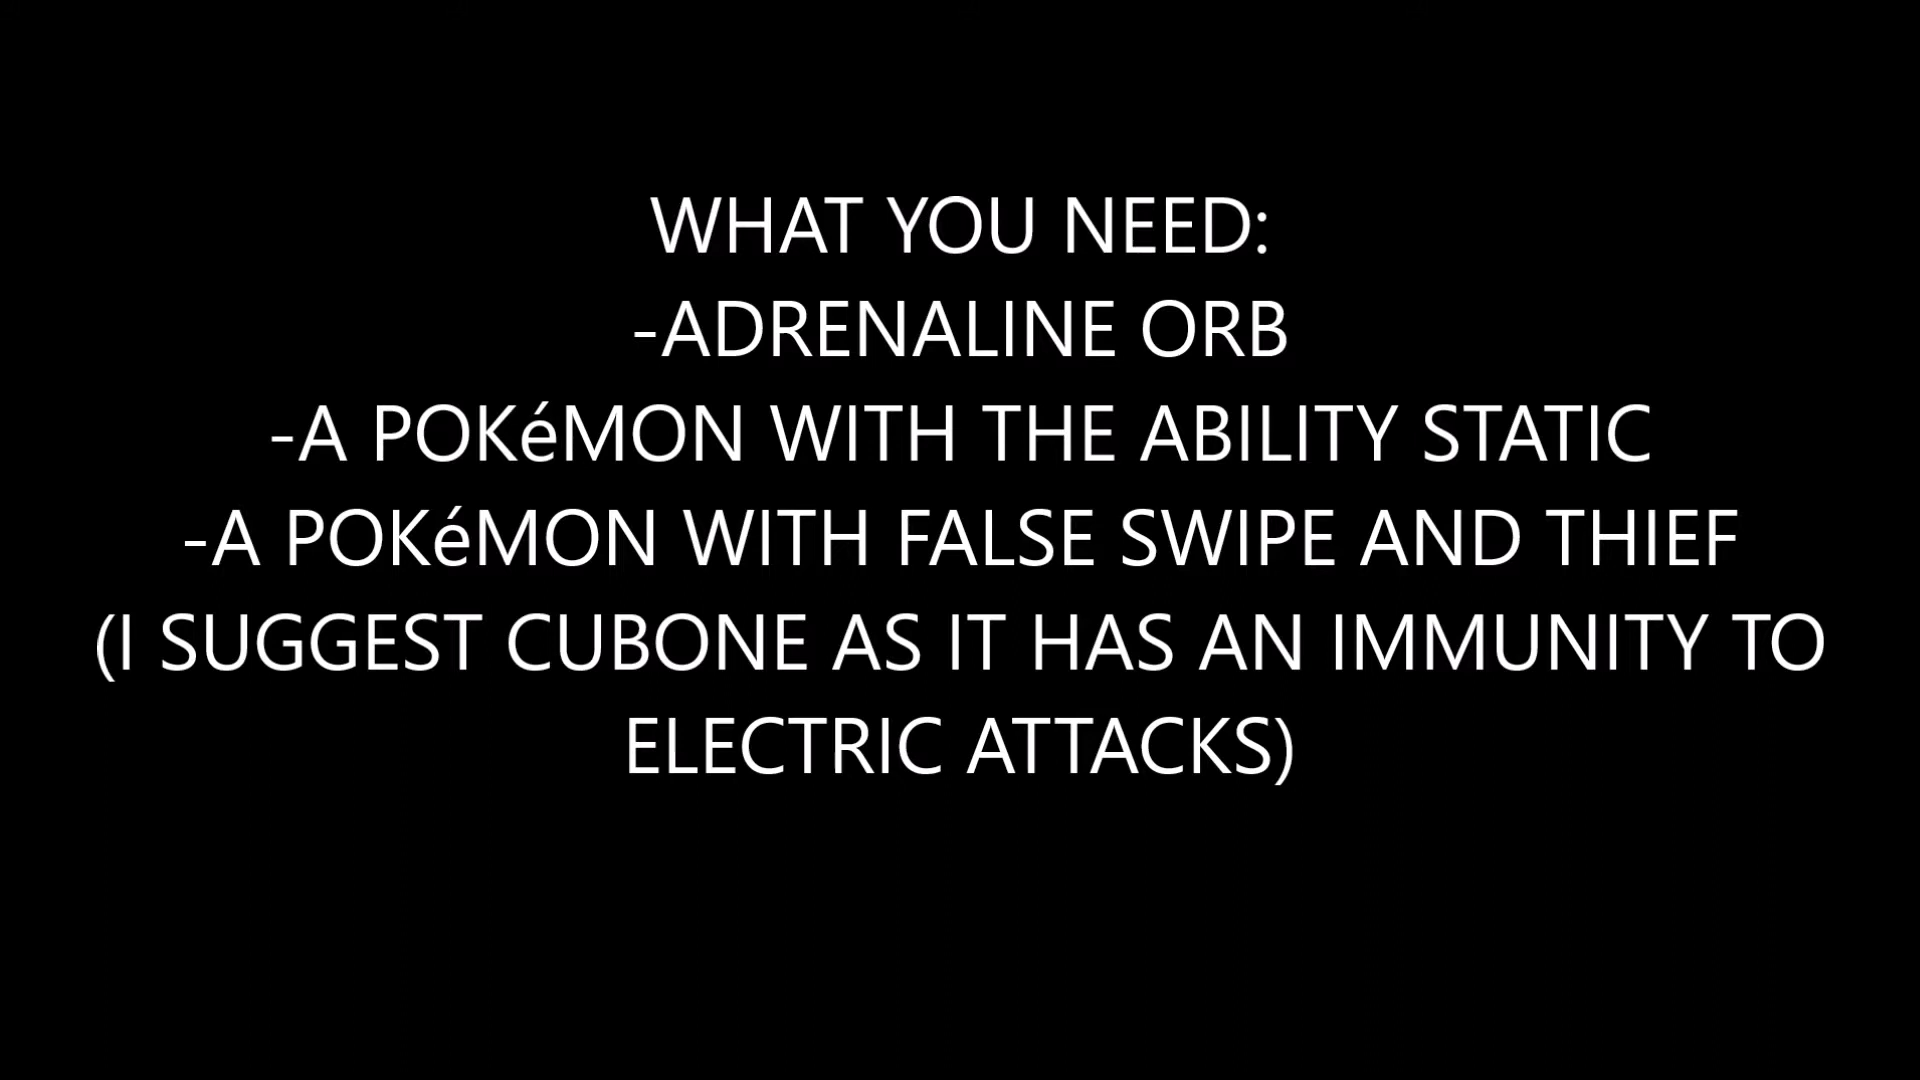 WHAT YOU NEED:
-ADRENALINE ORB
-A POKéMON WITH THE ABILITY STATIC
-A POKéMON WITH FALSE SWIPE AND THIEF
(I SUGGEST CUBONE AS IT HAS AN IMMUNITY TO
ELECTRIC ATTACKS)